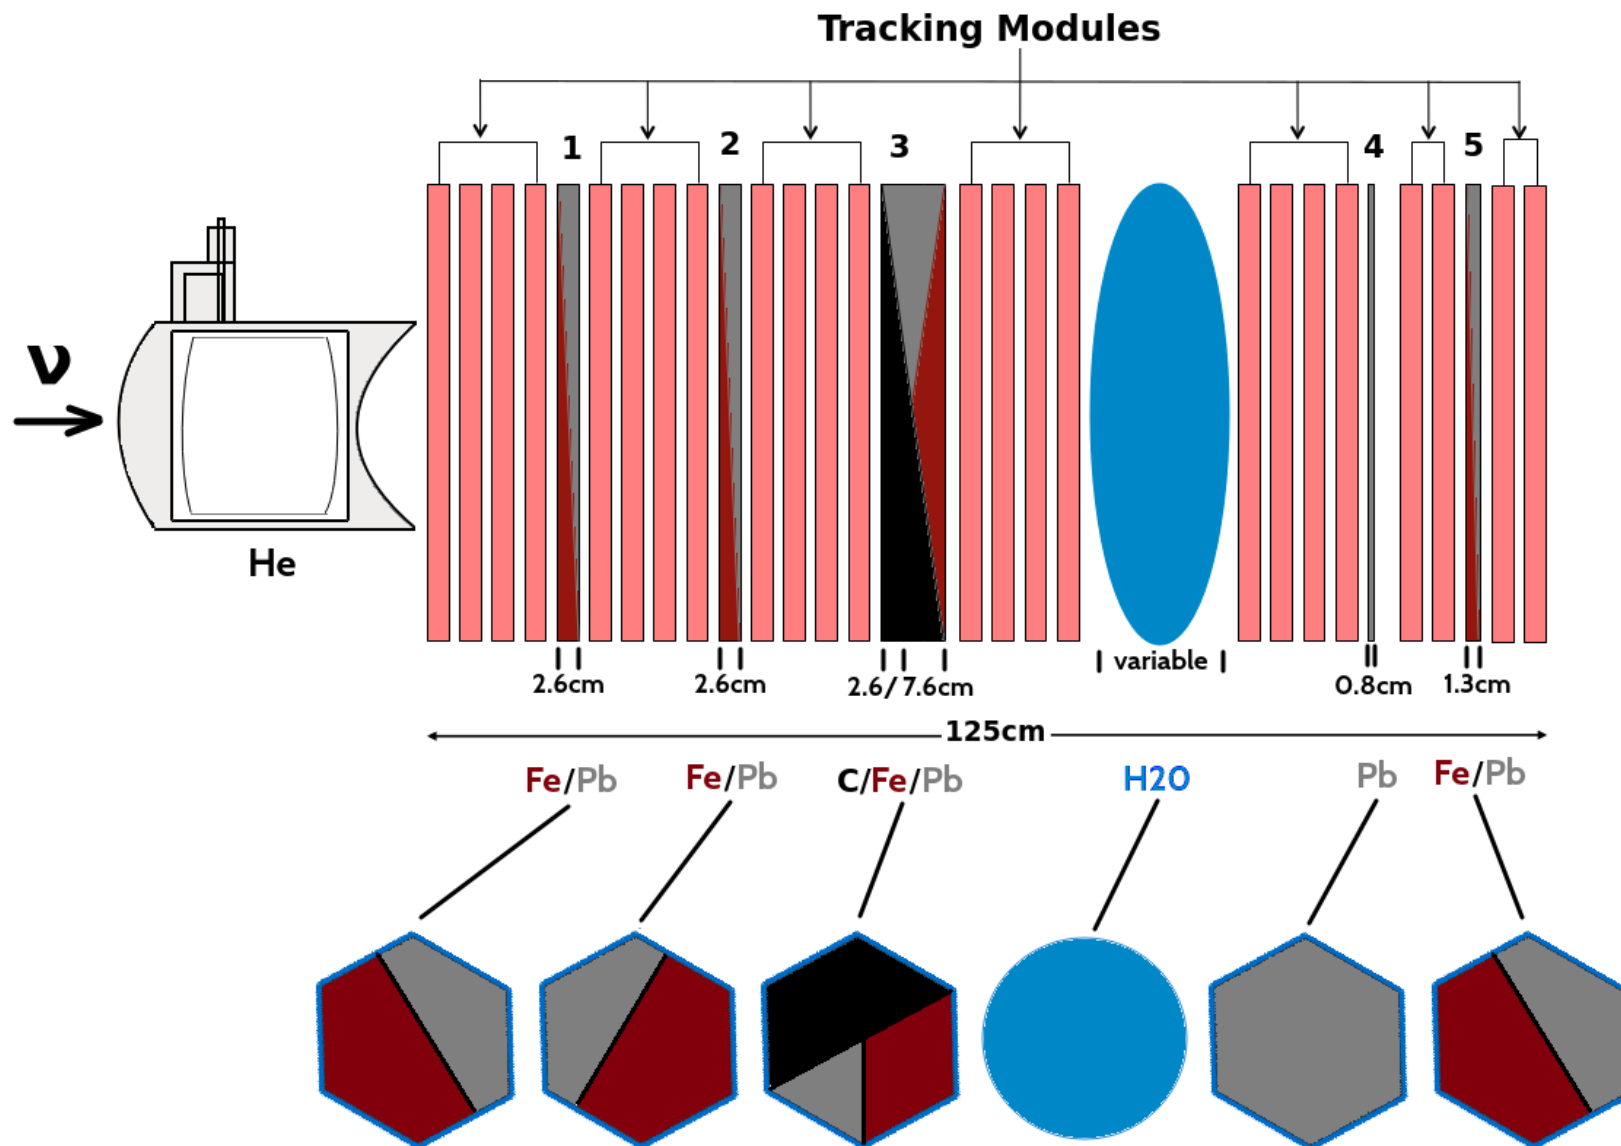 Tracking Modules
1 2 3 4 5
ν
He
2.6cm 2.6cm 2.6/7.6cm | variable | 0.8cm 1.3cm
125cm
Fe/Pb Fe/Pb C/Fe/Pb H2O Pb Fe/Pb